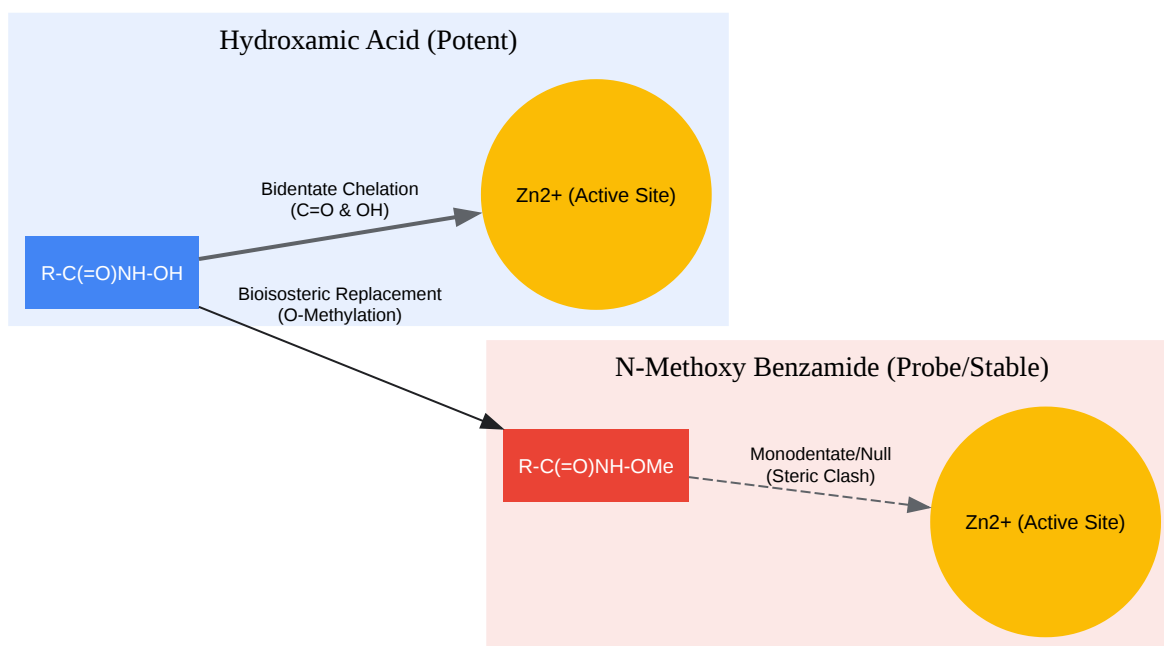 Hydroxamic Acid (Potent)
Zn2+ (Active Site)
Bidentate Chelation
(C=O & OH)
R-C(=O)NH-OH
Bioisosteric Replacement
(O-Methylation)
N-Methoxy Benzamide (Probe/Stable)
R-C(=O)NH-OMe
Monodentate/Null
(Steric Clash)
Zn2+ (Active Site)